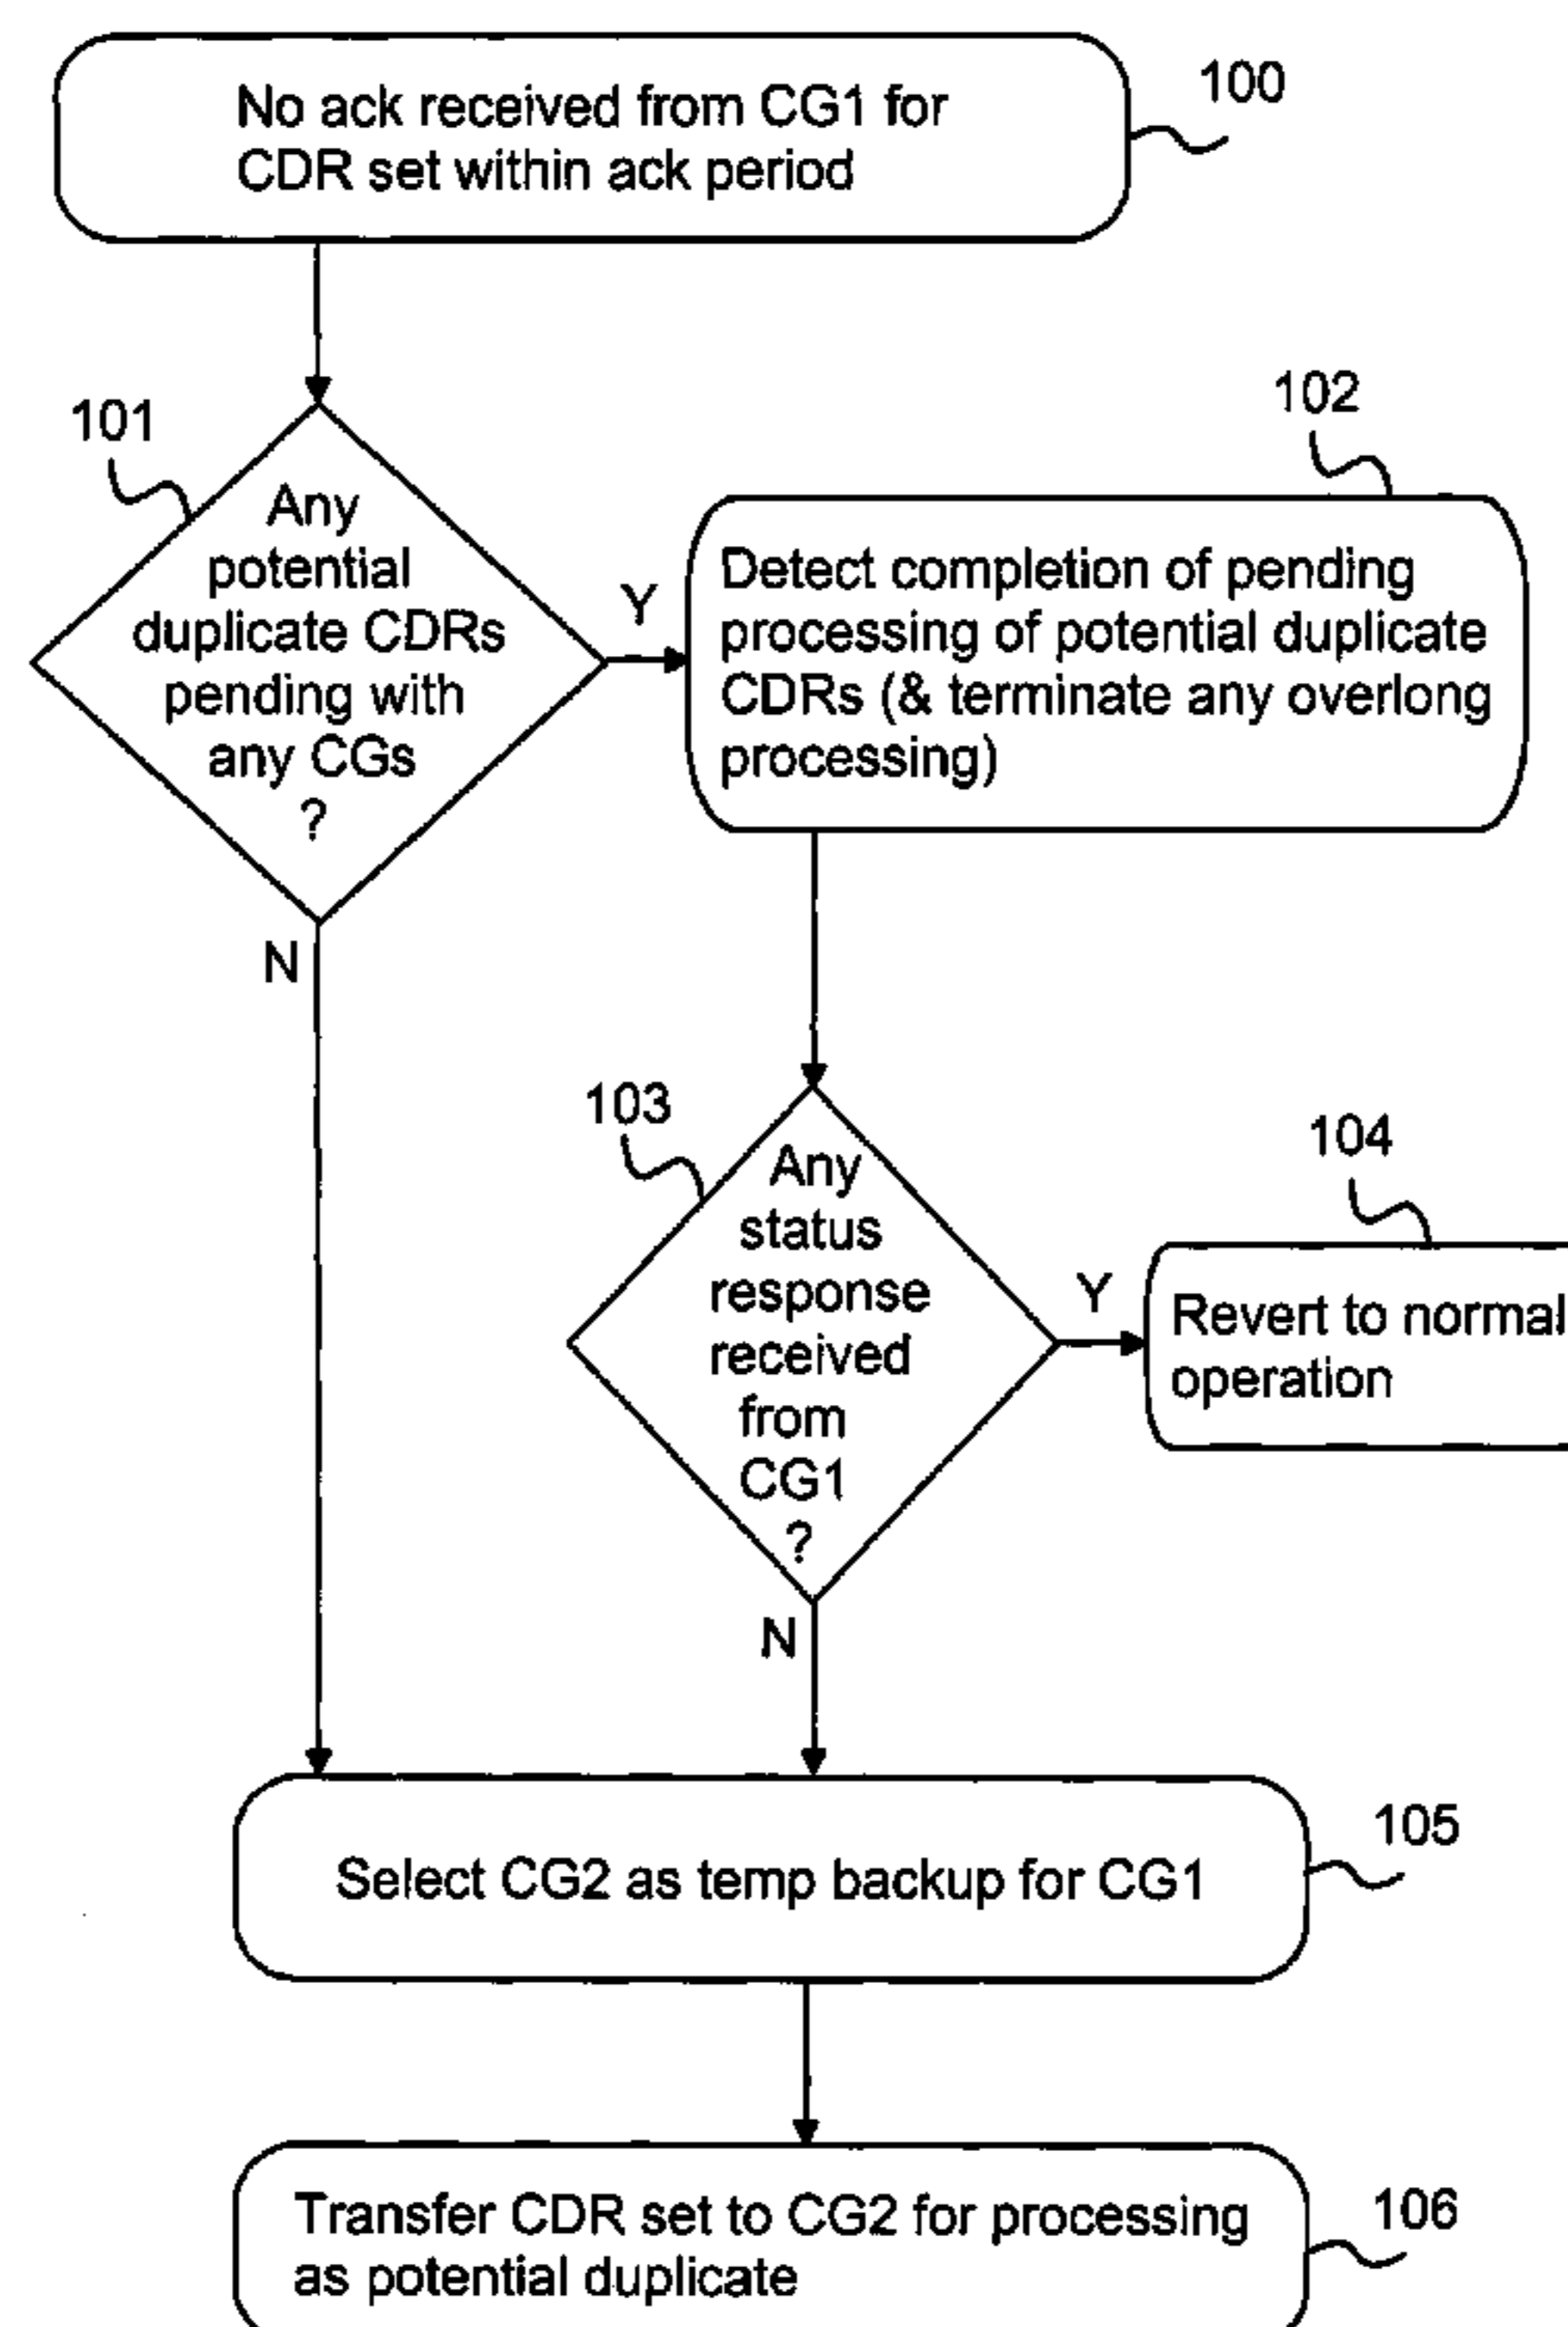 No ack received from CG1 for
CDR set within ack period
100
101
Any
potential
duplicate CDRs
pending with
any CGs
?
Y
N
102
Detect completion of pending
processing of potential duplicate
CDRs (& terminate any overlong
processing)
103
Any
status
response
received
from
CG1
?
Y
N
104
Revert to normal
operation
Select CG2 as temp backup for CG1
105
Transfer CDR set to CG2 for processing
as potential duplicate
106